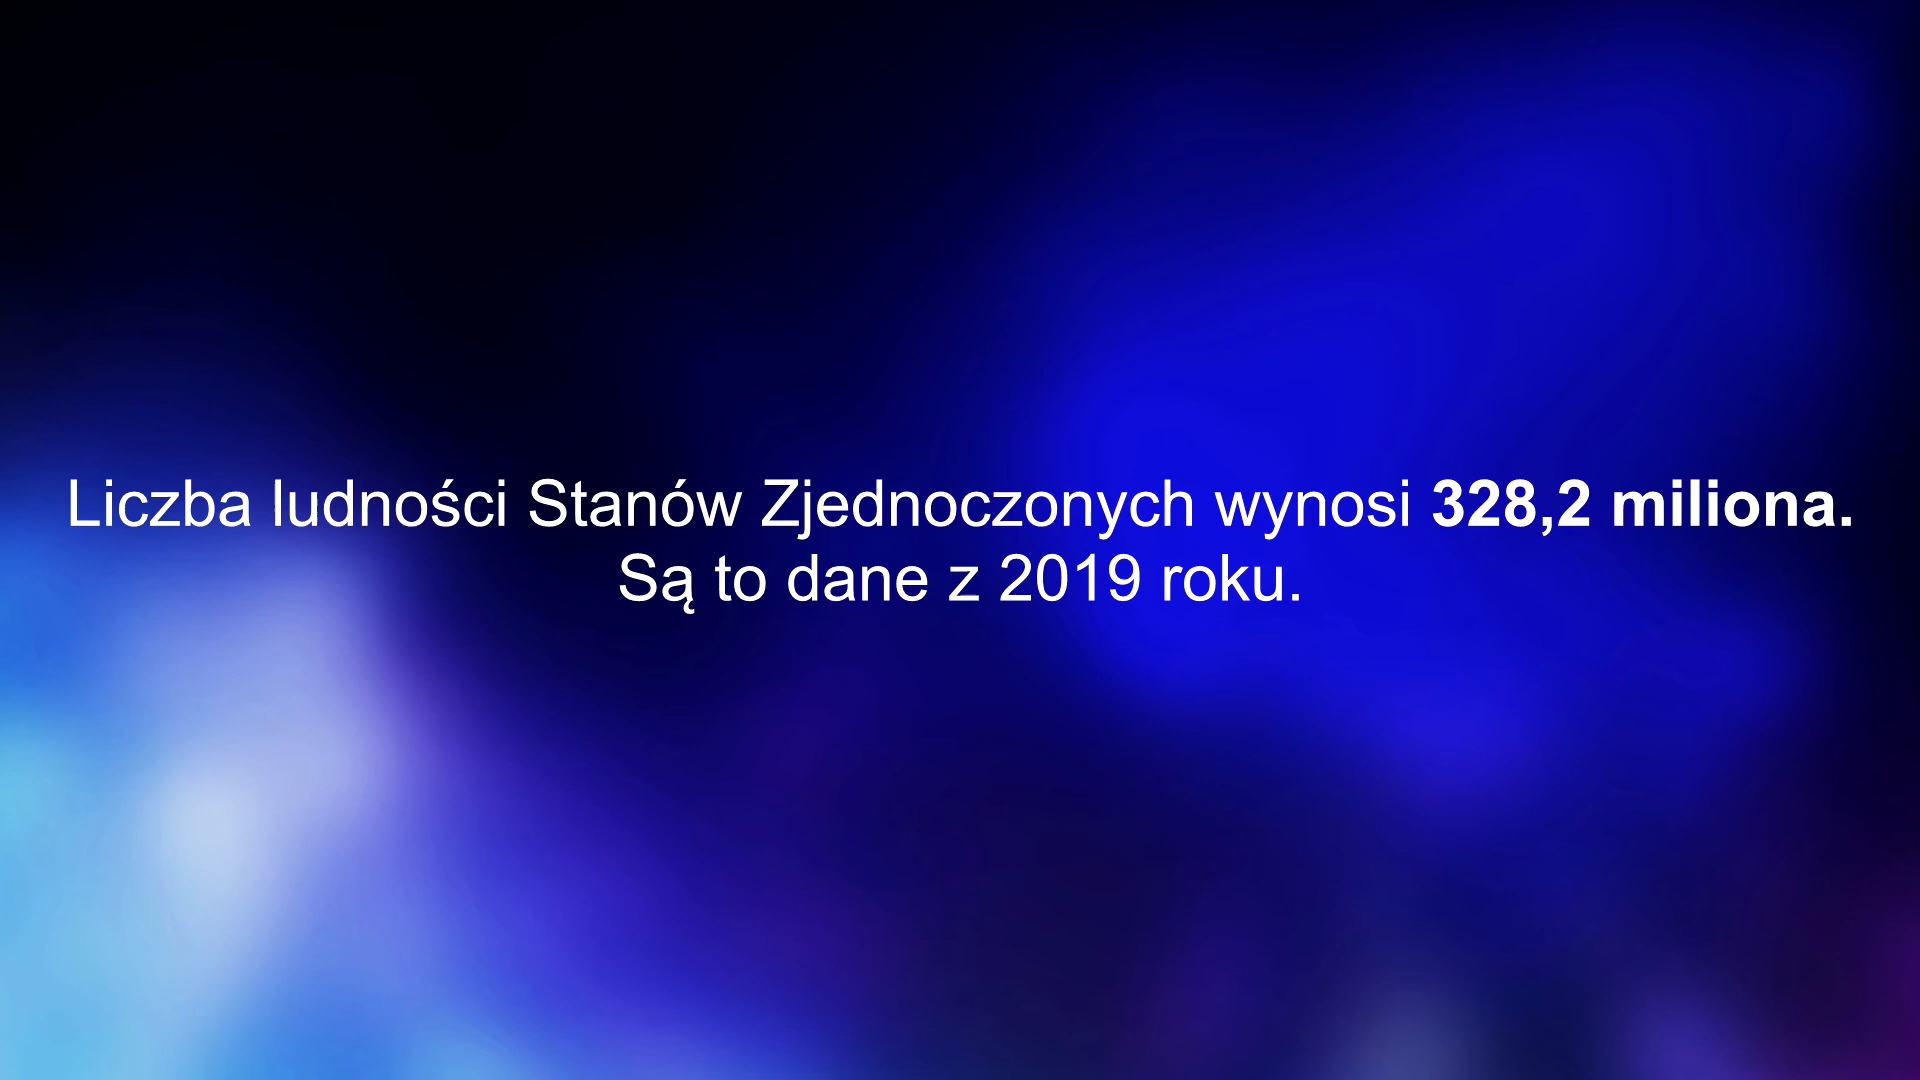 Liczba ludności Stanów Zjednoczonych wynosi 328,2 miliona.
Są to dane z 2019 roku.